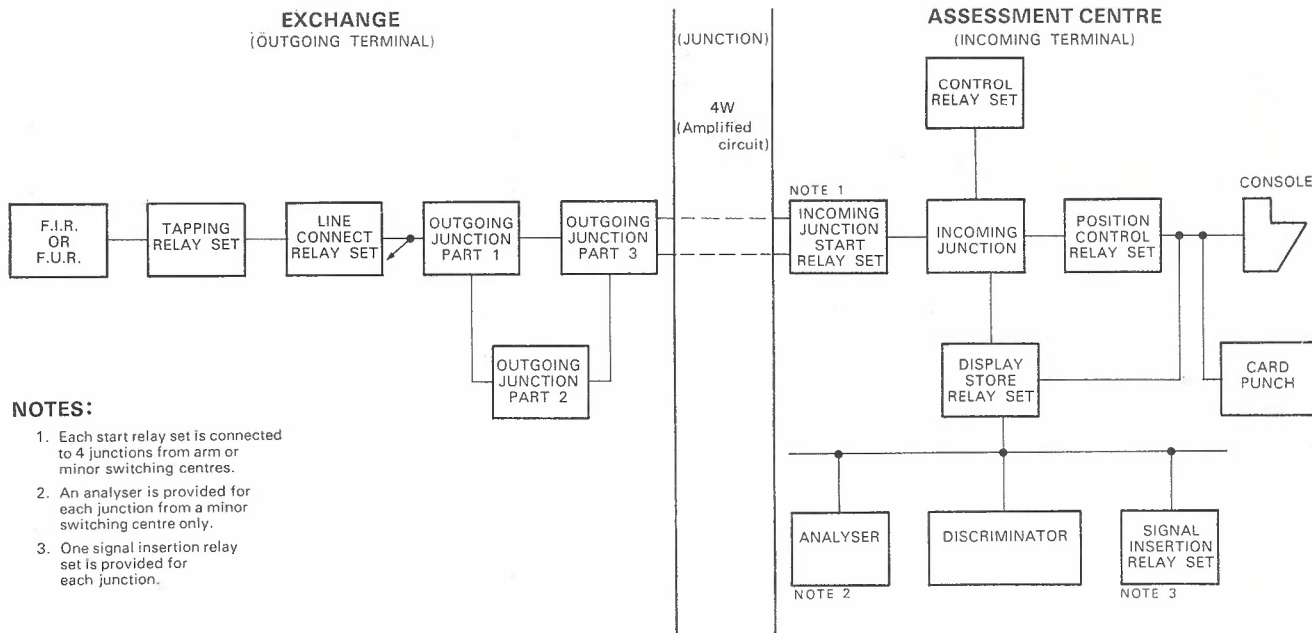 EXCHANGE
(OUTGOING TERMINAL)
(JUNCTION)
4W
(Amplified
circuit)
ASSESSMENT CENTRE
(INCOMING TERMINAL)
CONTROL
RELAY SET
F.I.R.
OR
F.U.R.
TAPPING
RELAY SET
LINE
CONNECT
RELAY SET
OUTGOING
JUNCTION
PART 1
OUTGOING
JUNCTION
PART 3
OUTGOING
JUNCTION
PART 2
NOTE 1
INCOMING
JUNCTION
START
RELAY SET
INCOMING
JUNCTION
POSITION
CONTROL
RELAY SET
CONSOLE
DISPLAY
STORE
RELAY SET
CARD
PUNCH
ANALYSER
NOTE 2
DISCRIMINATOR
SIGNAL
INSERTION
RELAY SET
NOTE 3
NOTES:
1. Each start relay set is connected
to 4 junctions from arm or
minor switching centres.
2. An analyser is provided for
each junction from a minor
switching centre only.
3. One signal insertion relay
set is provided for
each junction.